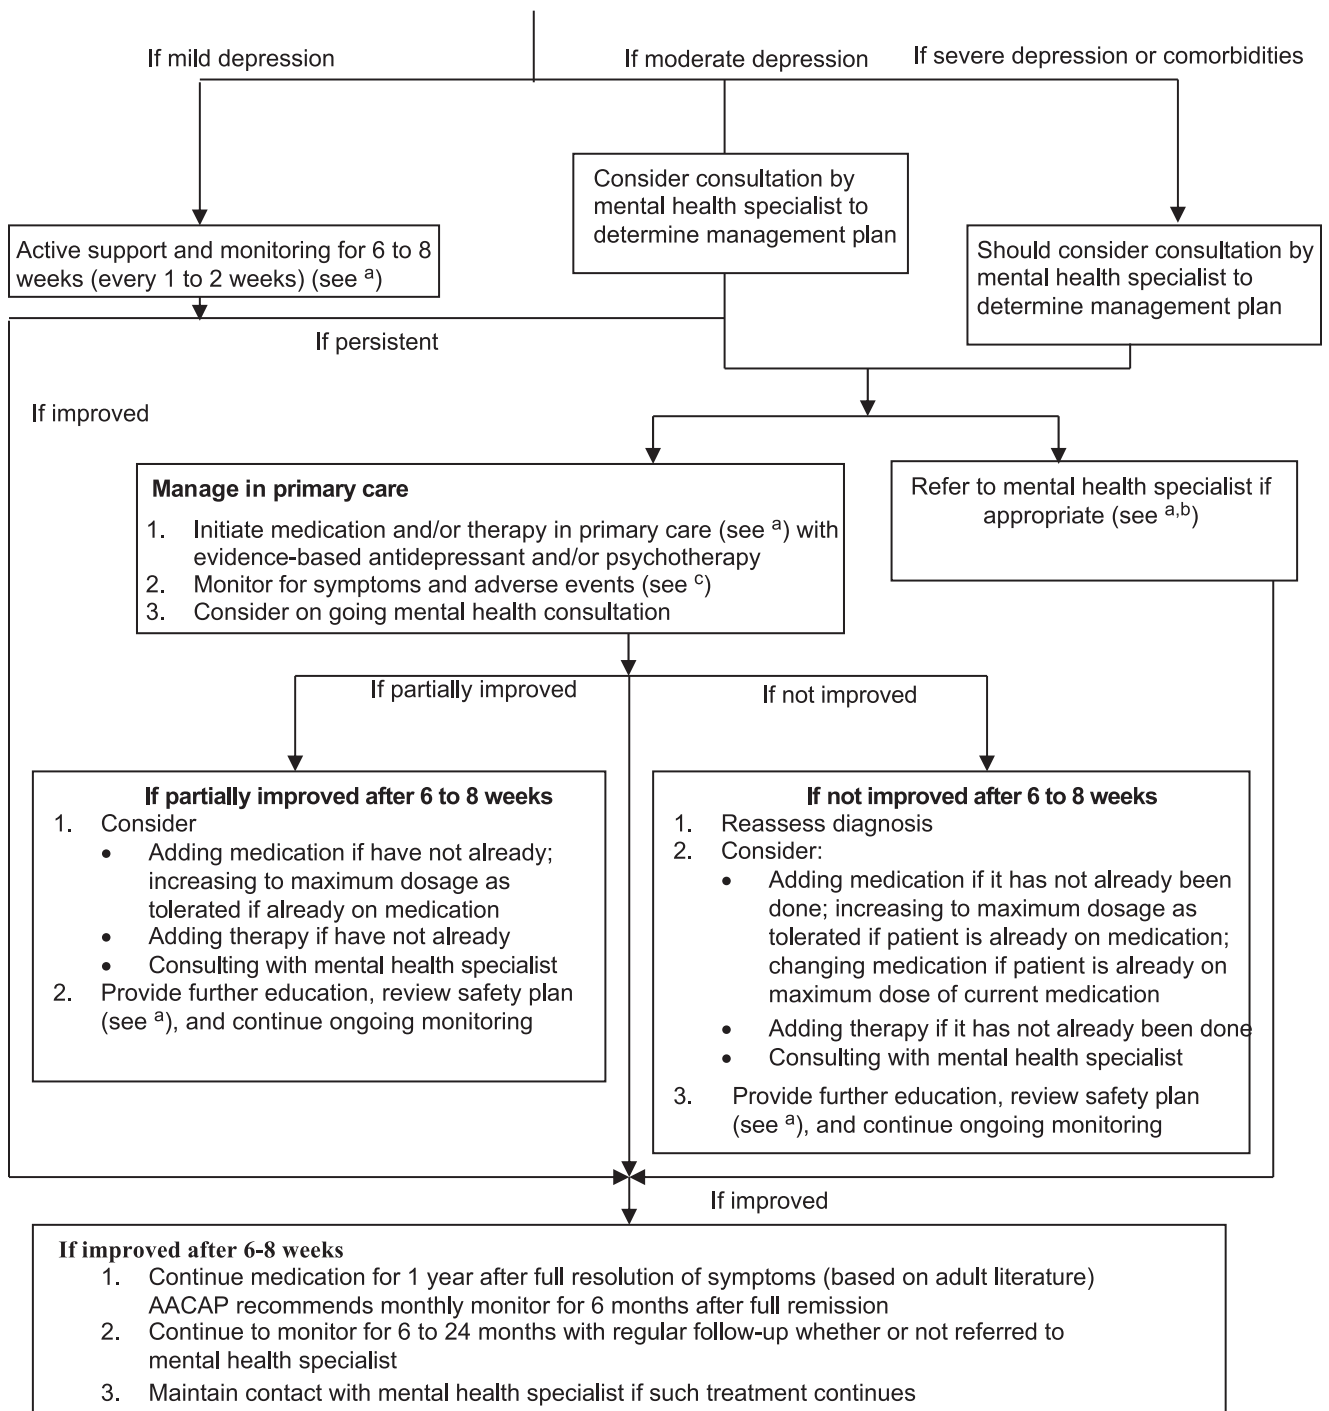 If mild depression
If moderate depression
If severe depression or comorbidities
Consider consultation by
mental health specialist to
determine management plan
Active support and monitoring for 6 to 8
weeks (every 1 to 2 weeks) (see a)
Should consider consultation by
mental health specialist to
determine management plan
If persistent
If improved
Manage in primary care
1. Initiate medication and/or therapy in primary care (see a) with
evidence-based antidepressant and/or psychotherapy
2. Monitor for symptoms and adverse events (see c)
3. Consider on going mental health consultation
Refer to mental health specialist if
appropriate (see a,b)
If partially improved
If not improved
If partially improved after 6 to 8 weeks
1. Consider
• Adding medication if have not already;
increasing to maximum dosage as
tolerated if already on medication
• Adding therapy if have not already
• Consulting with mental health specialist
2. Provide further education, review safety plan
(see a), and continue ongoing monitoring
If not improved after 6 to 8 weeks
1. Reassess diagnosis
2. Consider:
• Adding medication if it has not already been
done; increasing to maximum dosage as
tolerated if patient is already on medication;
changing medication if patient is already on
maximum dose of current medication
• Adding therapy if it has not already been done
• Consulting with mental health specialist
3. Provide further education, review safety plan
(see a), and continue ongoing monitoring
If improved
If improved after 6-8 weeks
1. Continue medication for 1 year after full resolution of symptoms (based on adult literature)
AACAP recommends monthly monitor for 6 months after full remission
2. Continue to monitor for 6 to 24 months with regular follow-up whether or not referred to
mental health specialist
3. Maintain contact with mental health specialist if such treatment continues